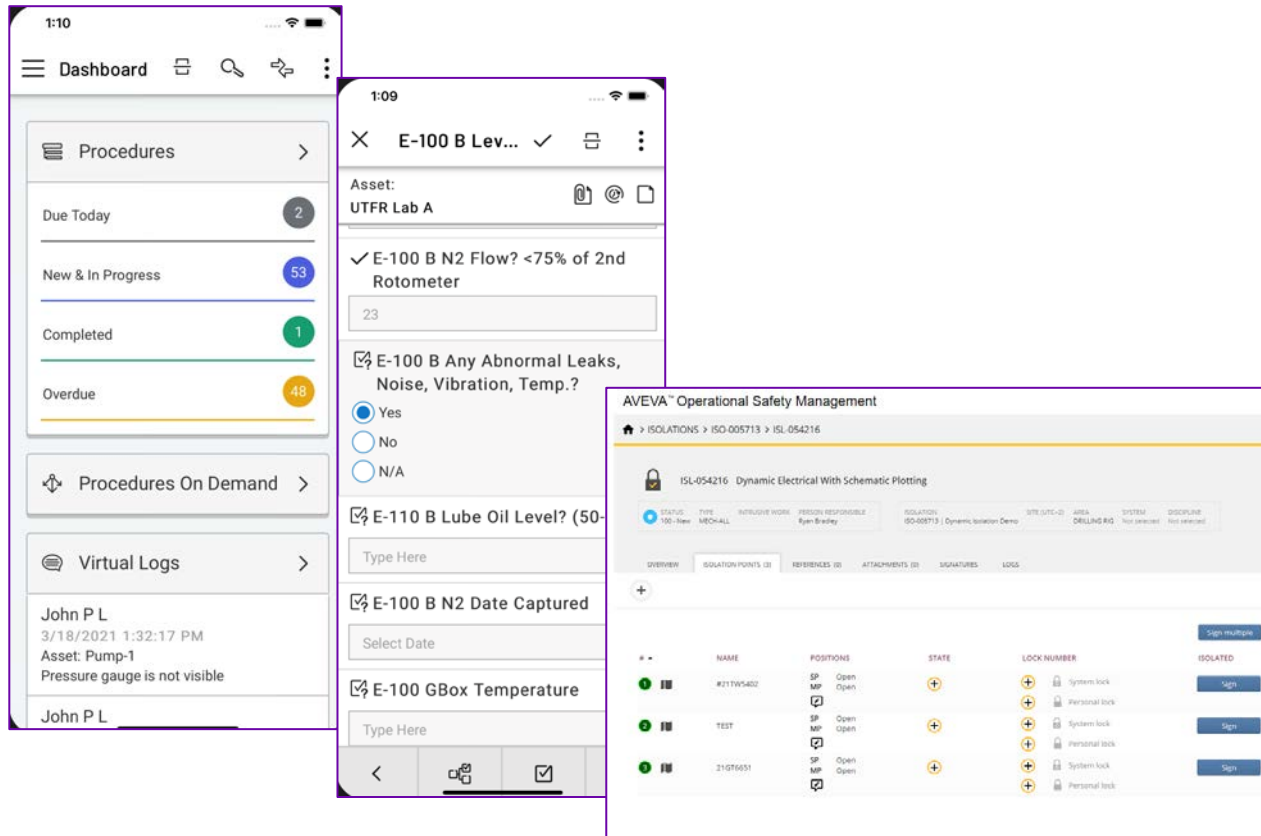 1:10
Dashboard
Procedures
Due Today
2
New & In Progress
53
Completed
1
Overdue
48
Procedures On Demand
Virtual Logs
John P L
3/18/2021 1:32:17 PM
Asset: Pump-1
Pressure gauge is not visible
John P L
1:09
E-100 B Lev...
Asset:
UTFR Lab A
E-100 B N2 Flow? <75% of 2nd
Rotometer
23
E-100 B Any Abnormal Leaks,
Noise, Vibration, Temp.?
Yes
No
N/A
E-110 B Lube Oil Level? (50-
Type Here
E-100 B N2 Date Captured
Select Date
E-100 GBox Temperature
Type Here
AVEVA™ Operational Safety Management
> ISOLATIONS > ISO-005713 > ISL-054216
ISL-054216 Dynamic Electrical With Schematic Plotting
STATUS TYPE INTRUSIVE WORK PERSON RESPONSIBLE ISOLATION SITE (UTC+2) AREA SYSTEM DISCIPLINE
100 - New MECH-ALL Ryan Bradley ISO-005713 | Dynamic Isolation Demo DRILLING RIG Not selected Not selected
OVERVIEW ISOLATION POINTS (3) REFERENCES (0) ATTACHMENTS (0) SIGNATURES LOGS
Sign multiple
# NAME POSITIONS STATE LOCK NUMBER ISOLATED
1 #21TW5402 SP Open System lock Sign
MP Open
Personal lock
2 TEST SP Open System lock Sign
MP Open
Personal lock
3 21GT6651 SP Open System lock Sign
MP Open
Personal lock